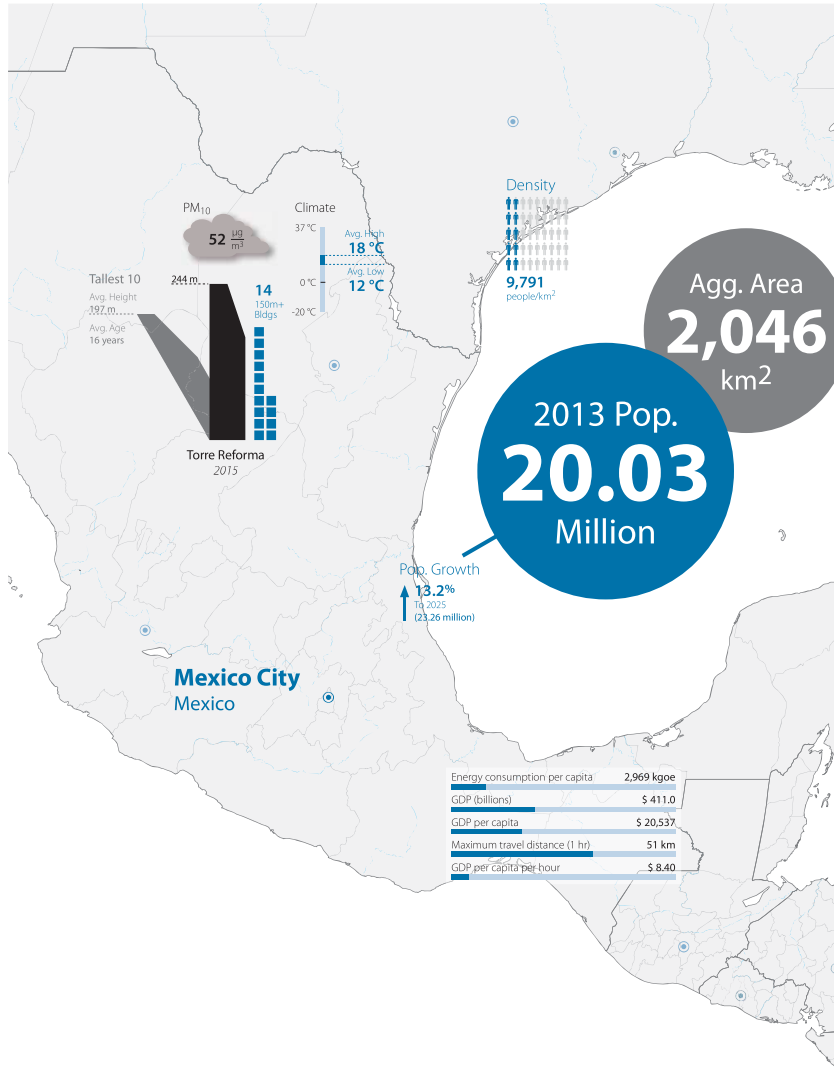 PM10
52 µg
m3
Climate
37 °C
Avg. High
18 °C
Avg. Low
12 °C
0 °C
-20 °C
Density
9,791
people/km2
Tallest 10
Avg. Height
197 m
Avg. Age
16 years
244 m
14
150m+
Bldgs
Torre Reforma
2015
Agg. Area
2,046
km2
2013 Pop.
20.03
Million
Pop. Growth
13.2%
To 2025
(23.26 million)
Mexico City
Mexico
Energy consumption per capita 2,969 kgoe
GDP (billions) $ 411.0
GDP per capita $ 20,537
Maximum travel distance (1 hr) 51 km
GDP per capita per hour $ 8.40